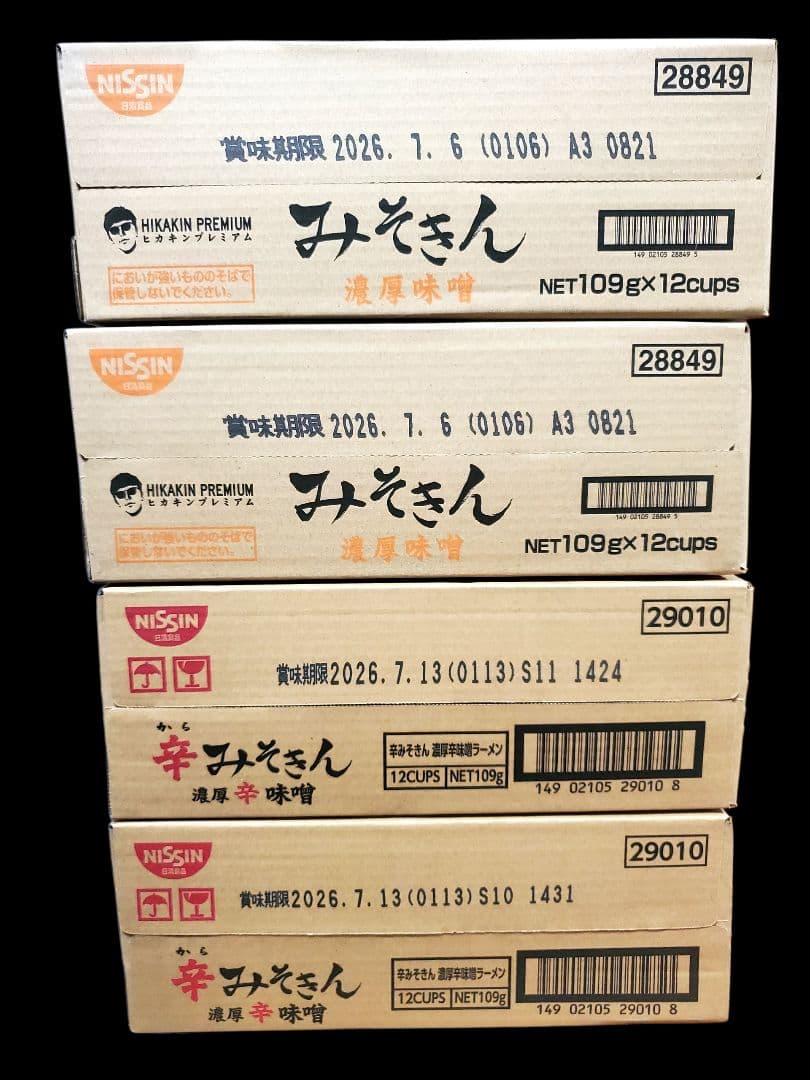 NISSIN
日清食品
28849
賞味期限 2026. 7. 6 (0106) A3 0821
HIKAKIN PREMIUM
ヒカキンプレミアム
みそきん
濃厚味噌
においが強いもののそばで
保管しないでください。
149 02105 28849 5
NET109g×12cups
NISSIN
日清食品
28849
賞味期限 2026. 7. 6 (0106) A3 0821
HIKAKIN PREMIUM
ヒカキンプレミアム
みそきん
濃厚味噌
においが強いもののそばで
保管しないでください。
149 02105 28849 5
NET109g×12cups
NISSIN
日清食品
29010
賞味期限2026.7.13(0113)S11 1424
から
辛みそきん
濃厚辛味噌
辛みそきん 濃厚辛味噌ラーメン
12CUPS NET109g
149 02105 29010 8
NISSIN
日清食品
29010
賞味期限2026.7.13(0113)S10 1431
から
辛みそきん
濃厚辛味噌
辛みそきん 濃厚辛味噌ラーメン
12CUPS NET109g
149 02105 29010 8